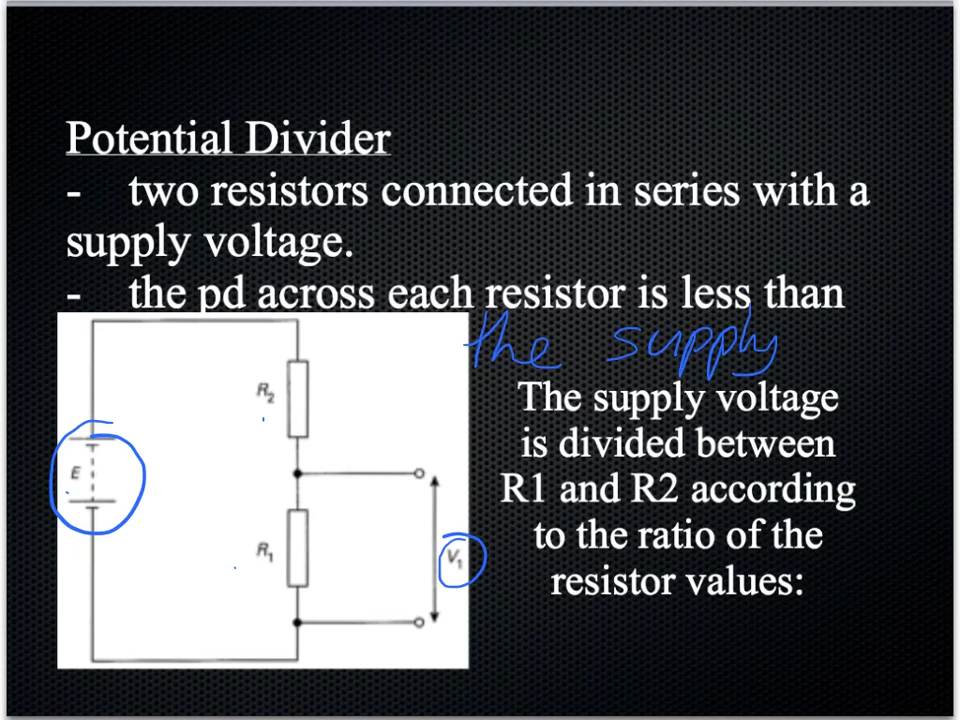 Potential Divider
- two resistors connected in series with a
supply voltage.
- the pd across each resistor is less than
the supply
The supply voltage
is divided between
R1 and R2 according
to the ratio of the
resistor values:
R2
E
R1
V1